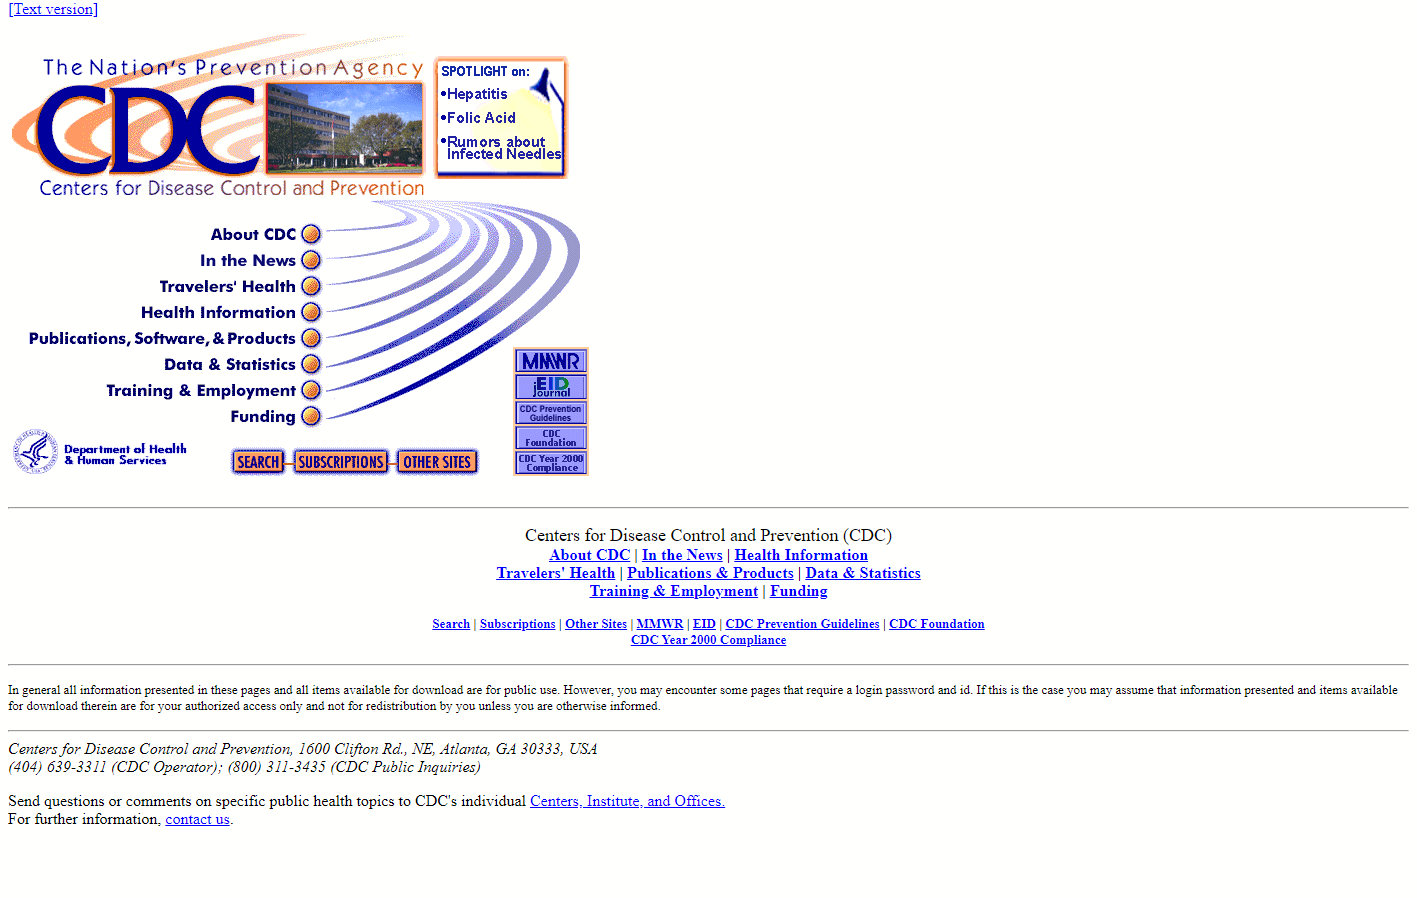 [Text version]
The Nation's Prevention Agency
CDC
Centers for Disease Control and Prevention
SPOTLIGHT on:
•Hepatitis
•Folic Acid
•Rumors about
Infected Needles
About CDC
In the News
Travelers' Health
Health Information
Publications, Software, & Products
Data & Statistics
Training & Employment
Funding
MMWR
EID
Journal
CDC Prevention
Guidelines
CDC
Foundation
CDC Year 2000
Compliance
Department of Health
& Human Services
SEARCH SUBSCRIPTIONS OTHER SITES
Centers for Disease Control and Prevention (CDC)
About CDC | In the News | Health Information
Travelers' Health | Publications & Products | Data & Statistics
Training & Employment | Funding
Search | Subscriptions | Other Sites | MMWR | EID | CDC Prevention Guidelines | CDC Foundation
CDC Year 2000 Compliance
In general all information presented in these pages and all items available for download are for public use. However, you may encounter some pages that require a login password and id. If this is the case you may assume that information presented and items available
for download therein are for your authorized access only and not for redistribution by you unless you are otherwise informed.
Centers for Disease Control and Prevention, 1600 Clifton Rd., NE, Atlanta, GA 30333, USA
(404) 639-3311 (CDC Operator); (800) 311-3435 (CDC Public Inquiries)
Send questions or comments on specific public health topics to CDC's individual Centers, Institute, and Offices.
For further information, contact us.